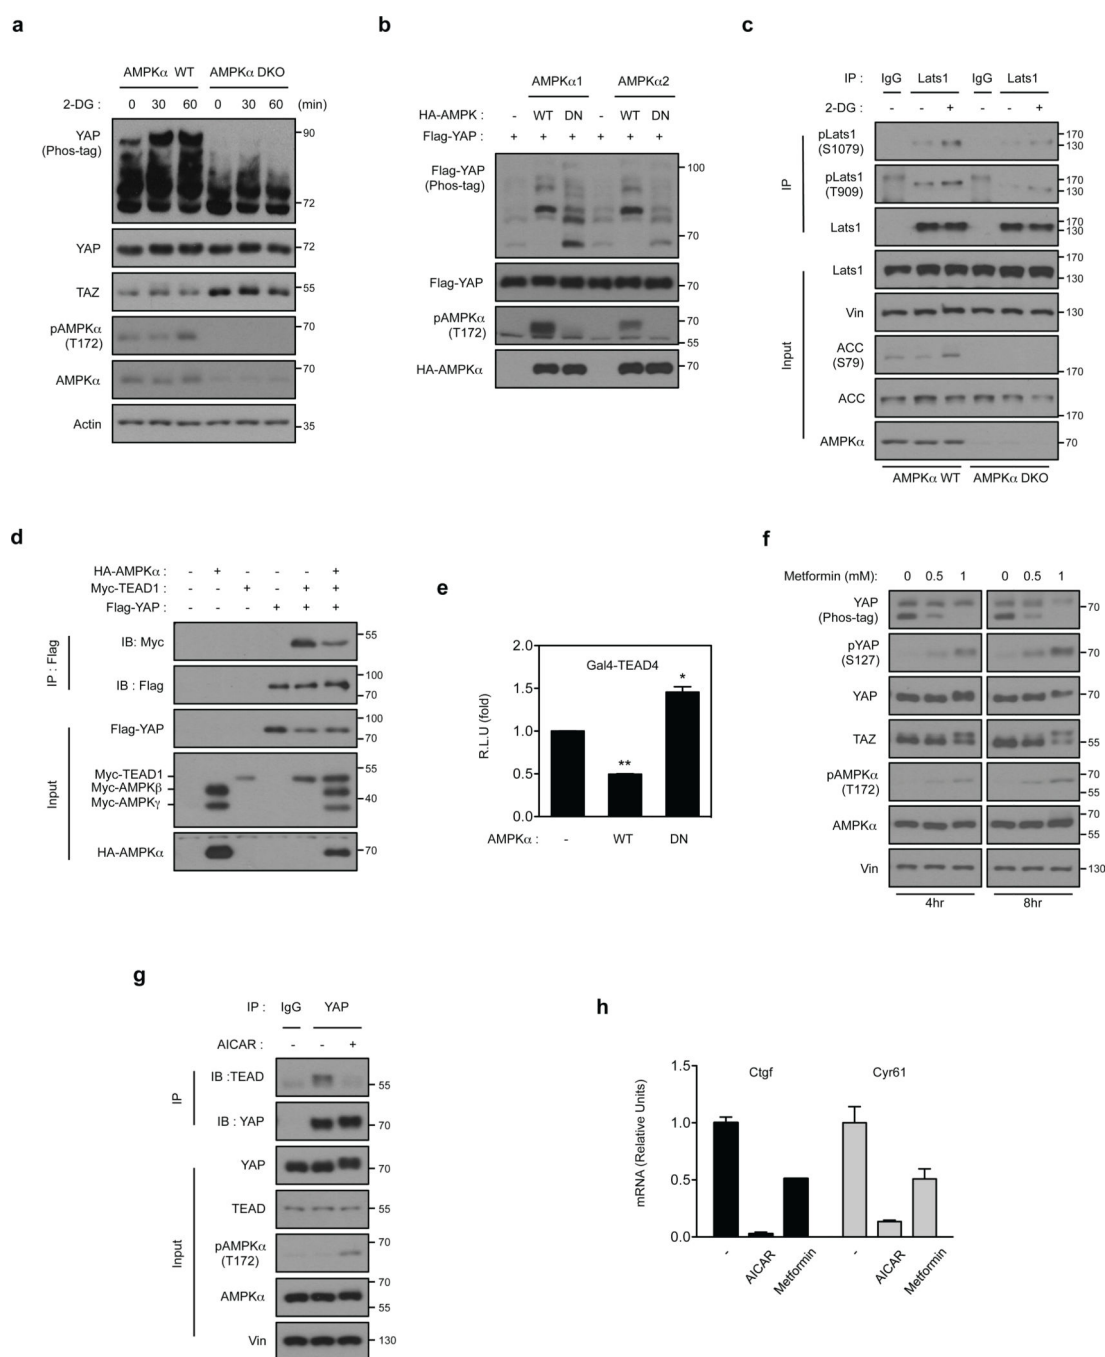 a
AMPKα WT AMPKα DKO
2-DG : 0 30 60 0 30 60 (min)
YAP
(Phos-tag)
90
72
YAP 72
TAZ 55
pAMPKα
(T172)
70
AMPKα 70
Actin 35
b
AMPKα1 AMPKα2
HA-AMPK : - WT DN - WT DN
Flag-YAP : + + + + + +
Flag-YAP
(Phos-tag)
100
70
Flag-YAP 70
pAMPKα
(T172)
70
55
HA-AMPKα 70
c
IP : IgG Lats1 IgG Lats1
2-DG : - - + - - +
IP
pLats1
(S1079)
170
130
pLats1
(T909)
170
130
Lats1 170
130
Input
Lats1 170
130
Vin 130
ACC
(S79)
170
ACC 170
AMPKα 70
AMPKα WT AMPKα DKO
d
HA-AMPKα : - + - - - +
Myc-TEAD1 : - - + - + +
Flag-YAP : - - - + + +
IP : Flag
IB: Myc 55
IB : Flag 100
70
Input
Flag-YAP 100
70
Myc-TEAD1 55
Myc-AMPKβ
Myc-AMPKγ 40
HA-AMPKα 70
e
Gal4-TEAD4
R.L.U (fold)
2.0
1.5
1.0
0.5
0.0
** *
AMPKα : - WT DN
f
Metformin (mM): 0 0.5 1 0 0.5 1
YAP
(Phos-tag)
70
pYAP
(S127)
70
YAP 70
TAZ 55
pAMPKα
(T172)
70
55
AMPKα 70
55
Vin 130
4hr 8hr
g
IP : IgG YAP
AICAR : - - +
IP
IB :TEAD 55
IB : YAP 70
Input
YAP 70
TEAD 55
pAMPKα
(T172)
70
AMPKα 70
55
Vin 130
h
mRNA (Relative Units)
1.5
1.0
0.5
0.0
Ctgf Cyr61
- AICAR Metformin - AICAR Metformin